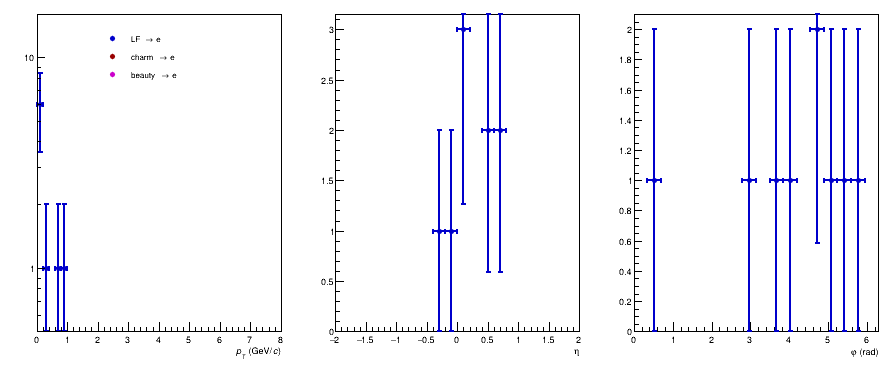 10
1
0 1 2 3 4 5 6 7 8
p_T (GeV/c)
LF → e
charm → e
beauty → e
3
2.5
2
1.5
1
0.5
0
−2 −1.5 −1 −0.5 0 0.5 1 1.5 2
η
2
1.8
1.6
1.4
1.2
1
0.8
0.6
0.4
0.2
0
0 1 2 3 4 5 6
φ (rad)